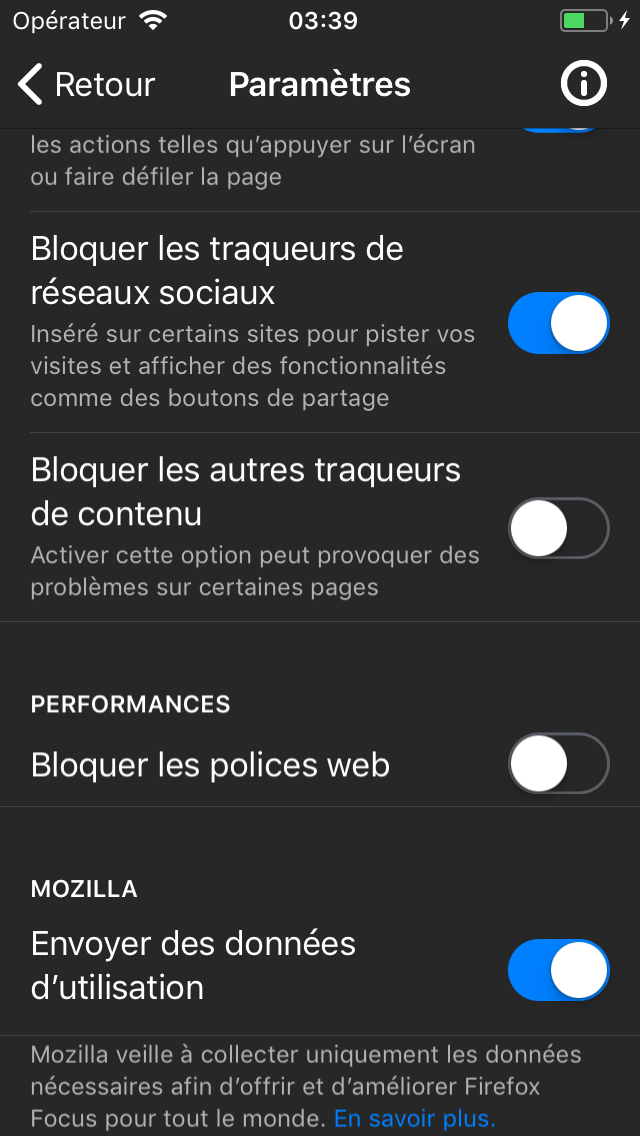 Opérateur 03:39
Retour Paramètres
les actions telles qu’appuyer sur l’écran
ou faire défiler la page
Bloquer les traqueurs de
réseaux sociaux
Inséré sur certains sites pour pister vos
visites et afficher des fonctionnalités
comme des boutons de partage
Bloquer les autres traqueurs
de contenu
Activer cette option peut provoquer des
problèmes sur certaines pages
PERFORMANCES
Bloquer les polices web
MOZILLA
Envoyer des données
d’utilisation
Mozilla veille à collecter uniquement les données
nécessaires afin d’offrir et d’améliorer Firefox
Focus pour tout le monde. En savoir plus.